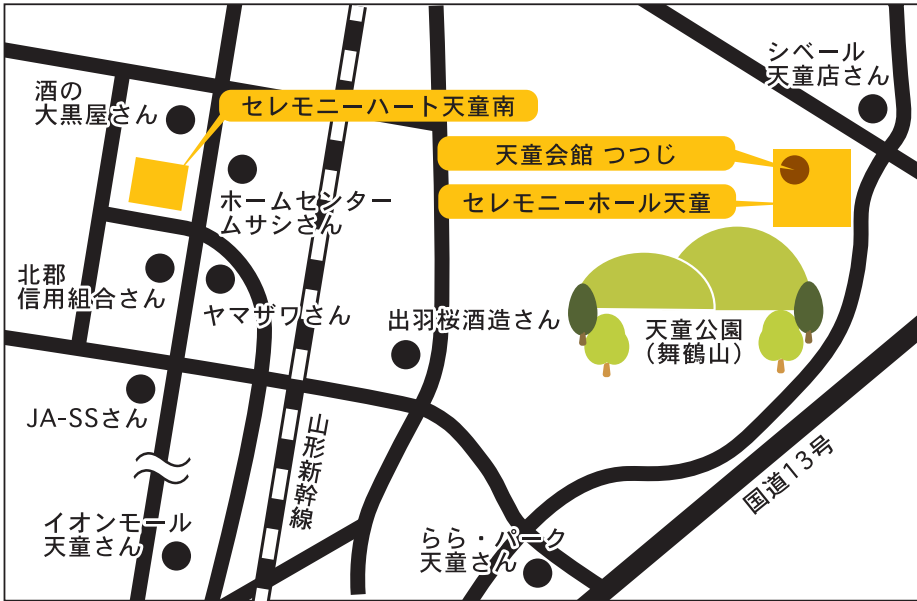 シベール
天童店さん
酒の
大黒屋さん
セレモニーハート天童南
天童会館 つつじ
セレモニーホール天童
ホームセンター
ムサシさん
北郡
信用組合さん
ヤマザワさん
出羽桜酒造さん
天童公園
（舞鶴山）
JA-SSさん
山形新幹線
国道13号
イオンモール
天童さん
らら・パーク
天童さん